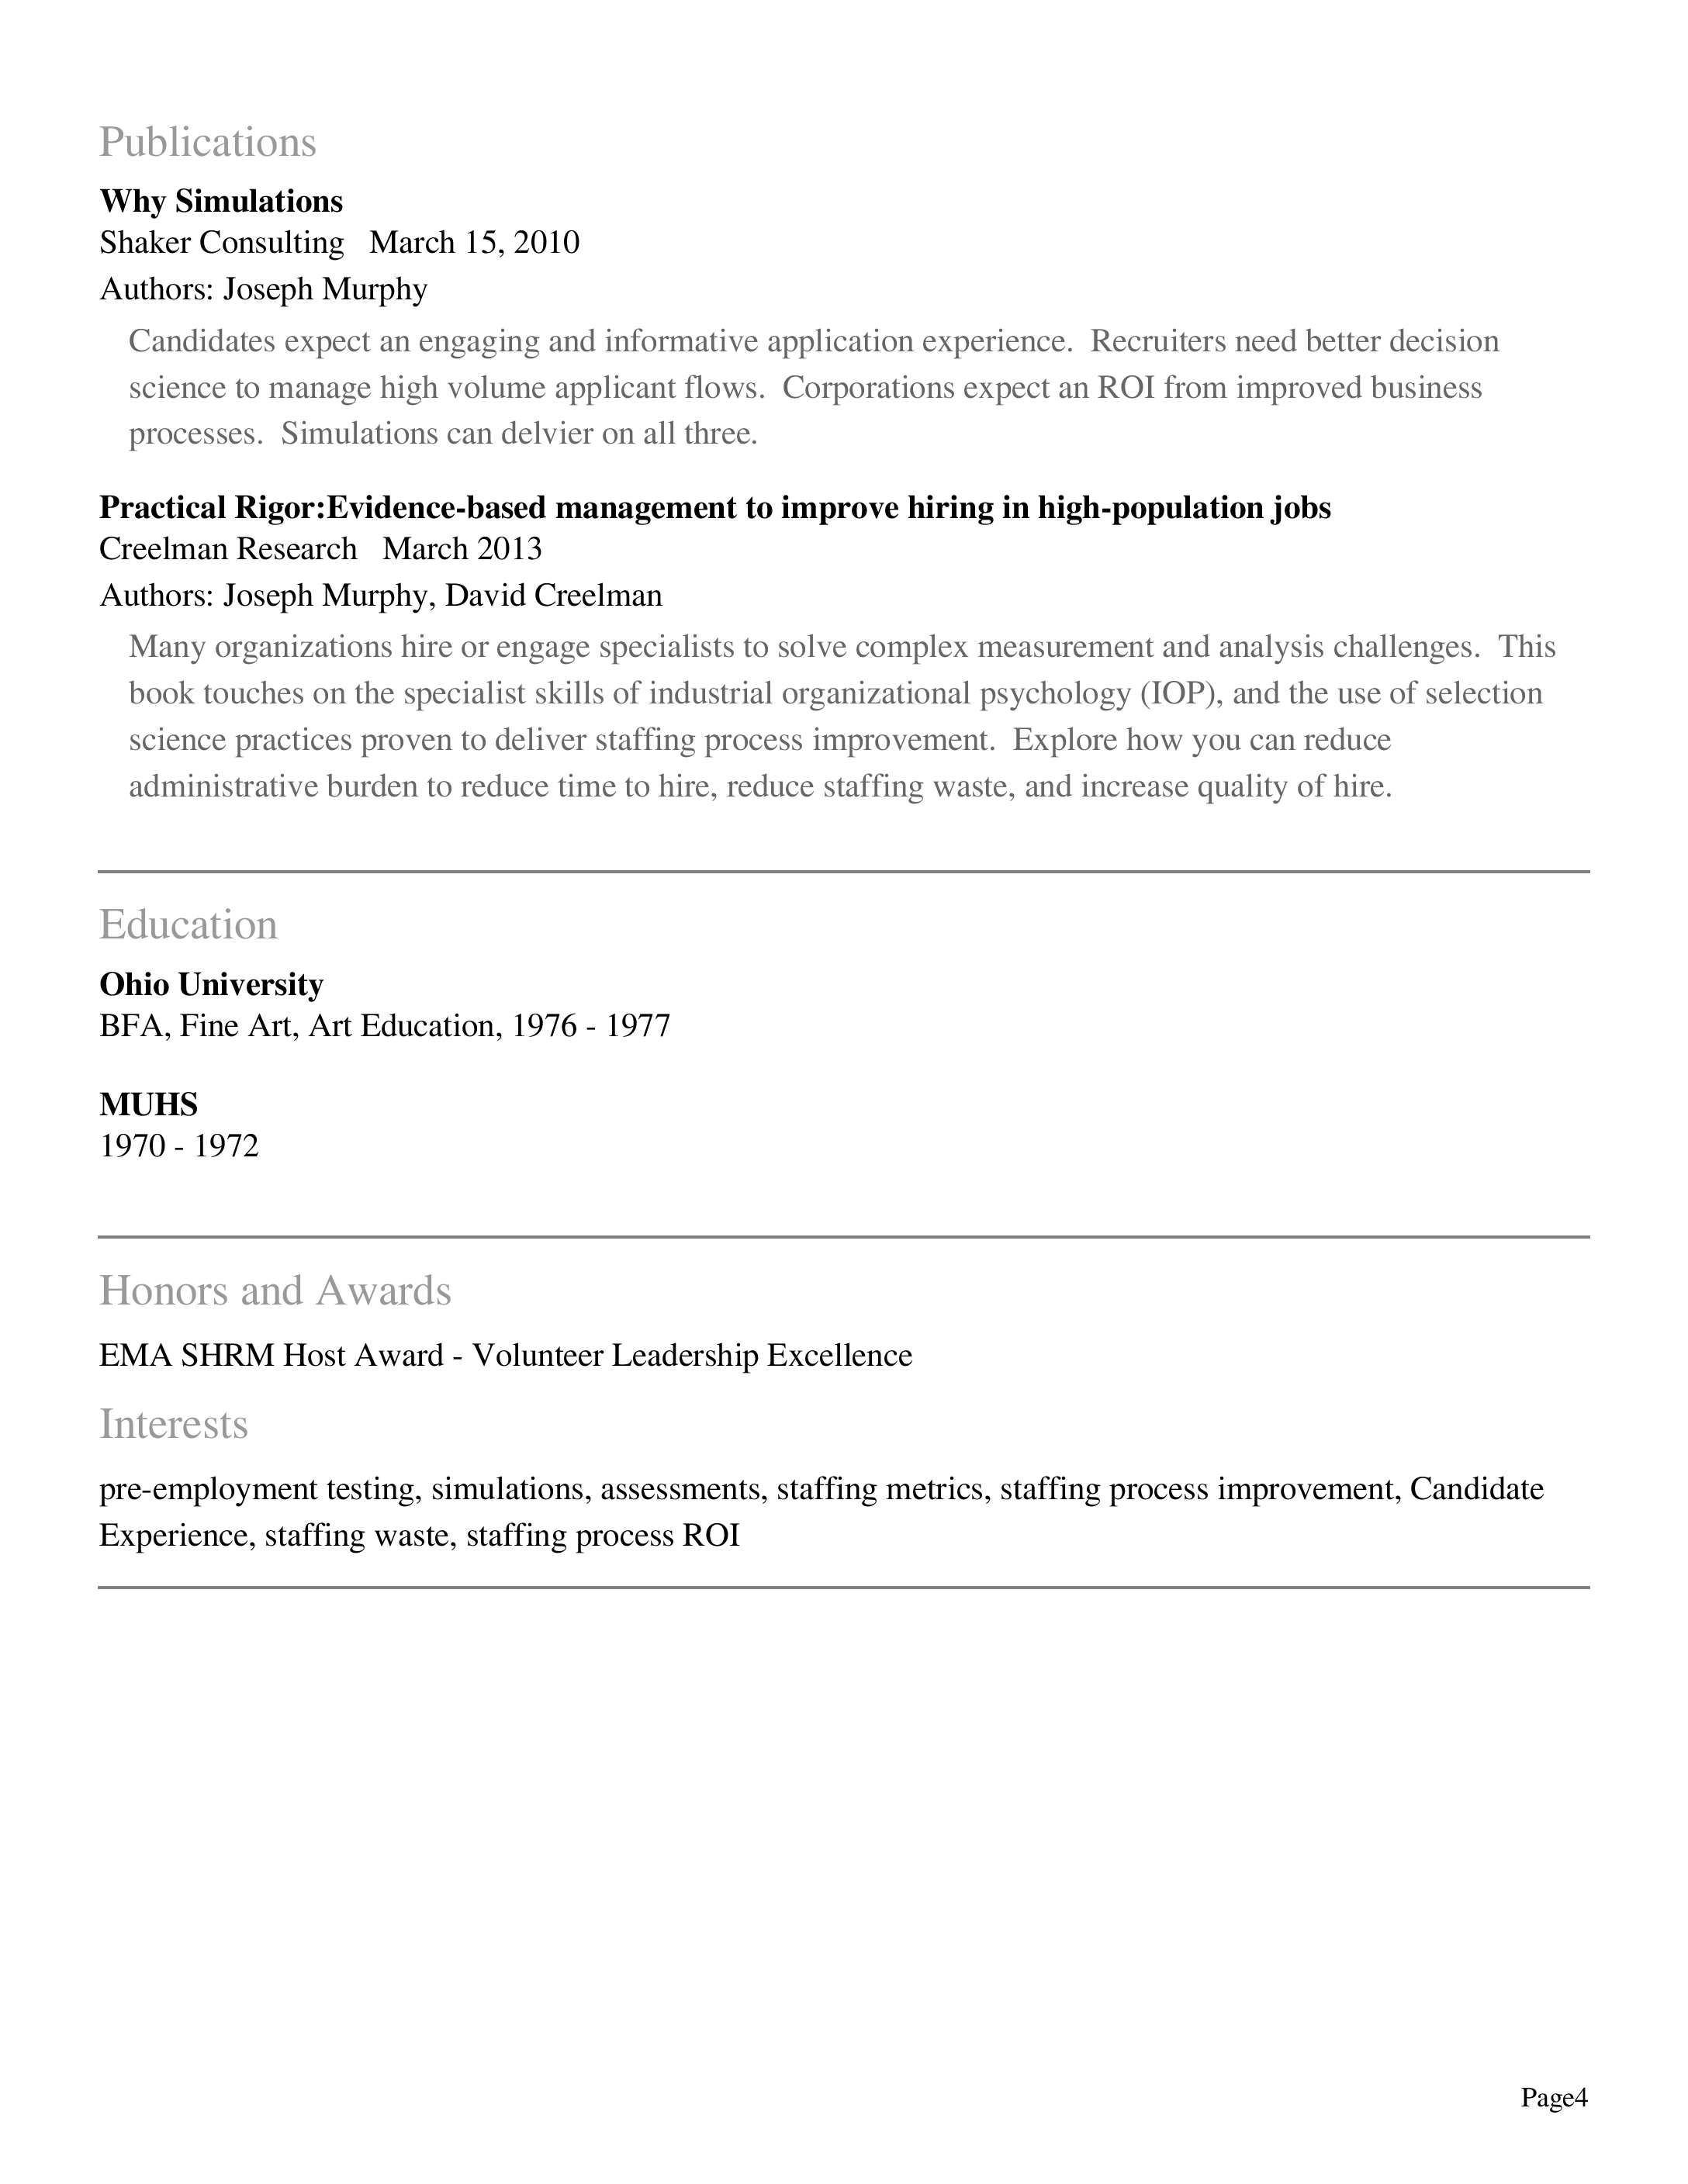 Publications
Why Simulations
Shaker Consulting   March 15, 2010
Authors: Joseph Murphy
Candidates expect an engaging and informative application experience.  Recruiters need better decision
science to manage high volume applicant flows.  Corporations expect an ROI from improved business
processes.  Simulations can delvier on all three.
Practical Rigor:Evidence-based management to improve hiring in high-population jobs
Creelman Research   March 2013
Authors: Joseph Murphy, David Creelman
Many organizations hire or engage specialists to solve complex measurement and analysis challenges.  This
book touches on the specialist skills of industrial organizational psychology (IOP), and the use of selection
science practices proven to deliver staffing process improvement.  Explore how you can reduce
administrative burden to reduce time to hire, reduce staffing waste, and increase quality of hire.
Education
Ohio University
BFA, Fine Art, Art Education, 1976 - 1977
MUHS
1970 - 1972
Honors and Awards
EMA SHRM Host Award - Volunteer Leadership Excellence
Interests
pre-employment testing, simulations, assessments, staffing metrics, staffing process improvement, Candidate
Experience, staffing waste, staffing process ROI
Page4